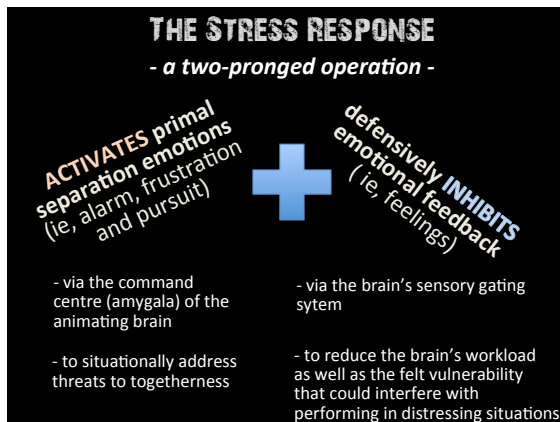 THE STRESS RESPONSE
- a two-pronged operation -
ACTIVATES primal
separation emotions
(ie, alarm, frustration
and pursuit)
defensively INHIBITS
emotional feedback
( ie, feelings)
- via the command
centre (amygala) of the
animating brain
- to situationally address
threats to togetherness
- via the brain’s sensory gating
sytem
- to reduce the brain’s workload
as well as the felt vulnerability
that could interfere with
performing in distressing situations